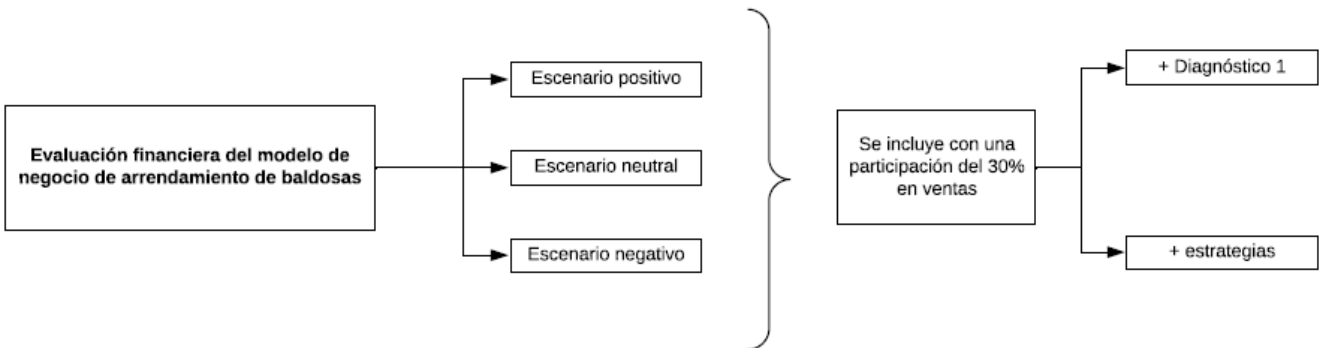 Evaluación financiera del modelo de
negocio de arrendamiento de baldosas
Escenario positivo
Escenario neutral
Escenario negativo
Se incluye con una
participación del 30%
en ventas
+ Diagnóstico 1
+ estrategias